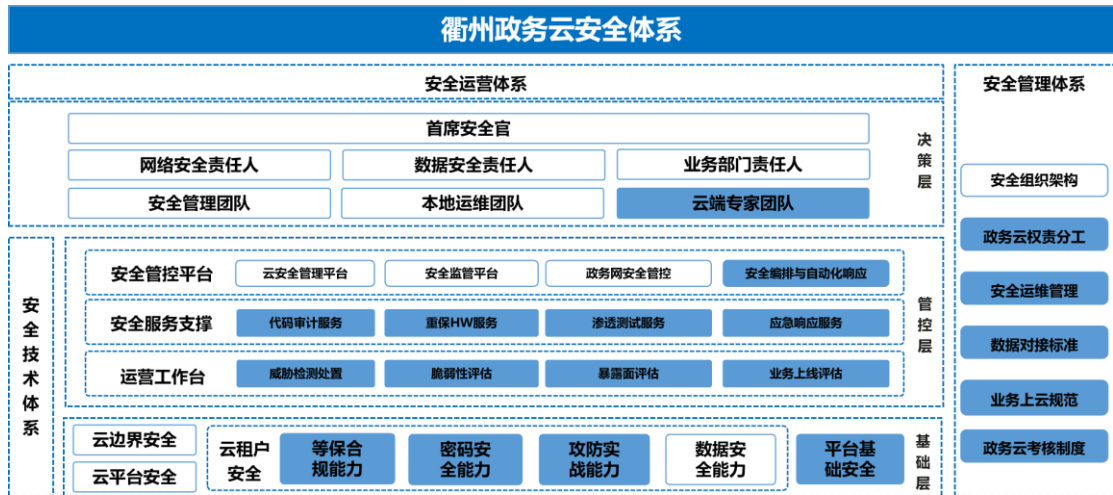 衢州政务云安全体系
安全运营体系
安全管理体系
首席安全官
网络安全责任人
数据安全责任人
业务部门责任人
安全管理团队
本地运维团队
云端专家团队
决策层
安全组织架构
政务云权责分工
安全运维管理
数据对接标准
业务上云规范
政务云考核制度
安全技术体系
安全管控平台
云安全管理平台
安全监管平台
政务网安全管控
安全编排与自动化响应
安全服务支撑
代码审计服务
重保HW服务
渗透测试服务
应急响应服务
运营工作台
威胁检测处置
脆弱性评估
暴露面评估
业务上线评估
管控层
云边界安全
云平台安全
云租户
安全
等保合
规能力
密码安
全能力
攻防实
战能力
数据安
全能力
平台基
础安全
基础层